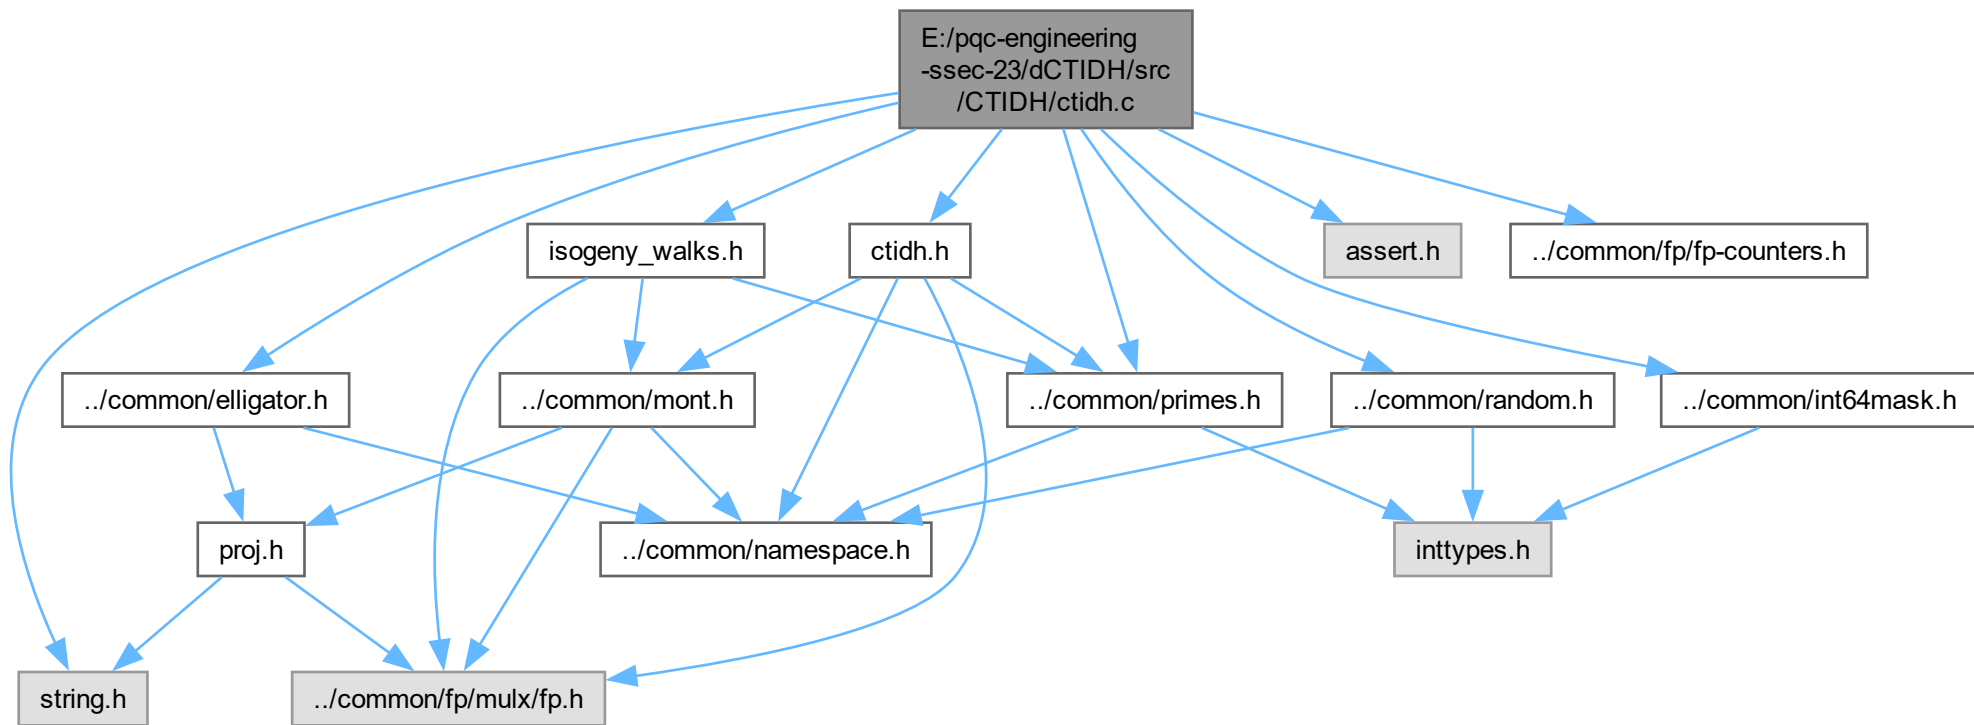 E:/pqc-engineering
-ssec-23/dCTIDH/src
/CTIDH/ctidh.c
isogeny_walks.h
ctidh.h
assert.h
../common/fp/fp-counters.h
../common/elligator.h
../common/mont.h
../common/primes.h
../common/random.h
../common/int64mask.h
proj.h
../common/namespace.h
inttypes.h
string.h
../common/fp/mulx/fp.h